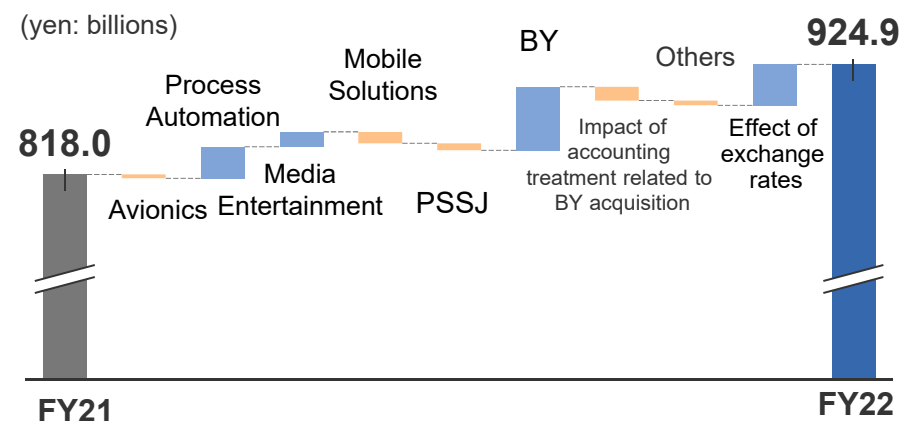 (yen: billions)
818.0
Avionics
Process
Automation
Media
Entertainment
Mobile
Solutions
PSSJ
BY
Impact of
accounting
treatment related to
BY acquisition
Others
Effect of
exchange
rates
924.9
FY21
FY22